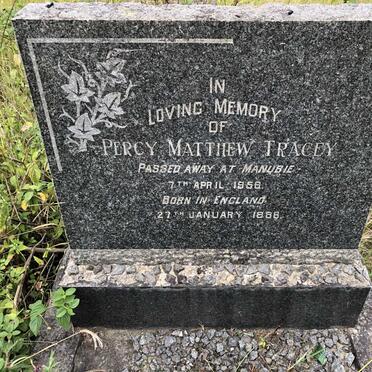 IN
LOVING MEMORY
OF
PERCY MATTHEW TRACEY
PASSED AWAY AT MANUBIE
7TH APRIL 1956.
BORN IN ENGLAND
27TH JANUARY 1886.